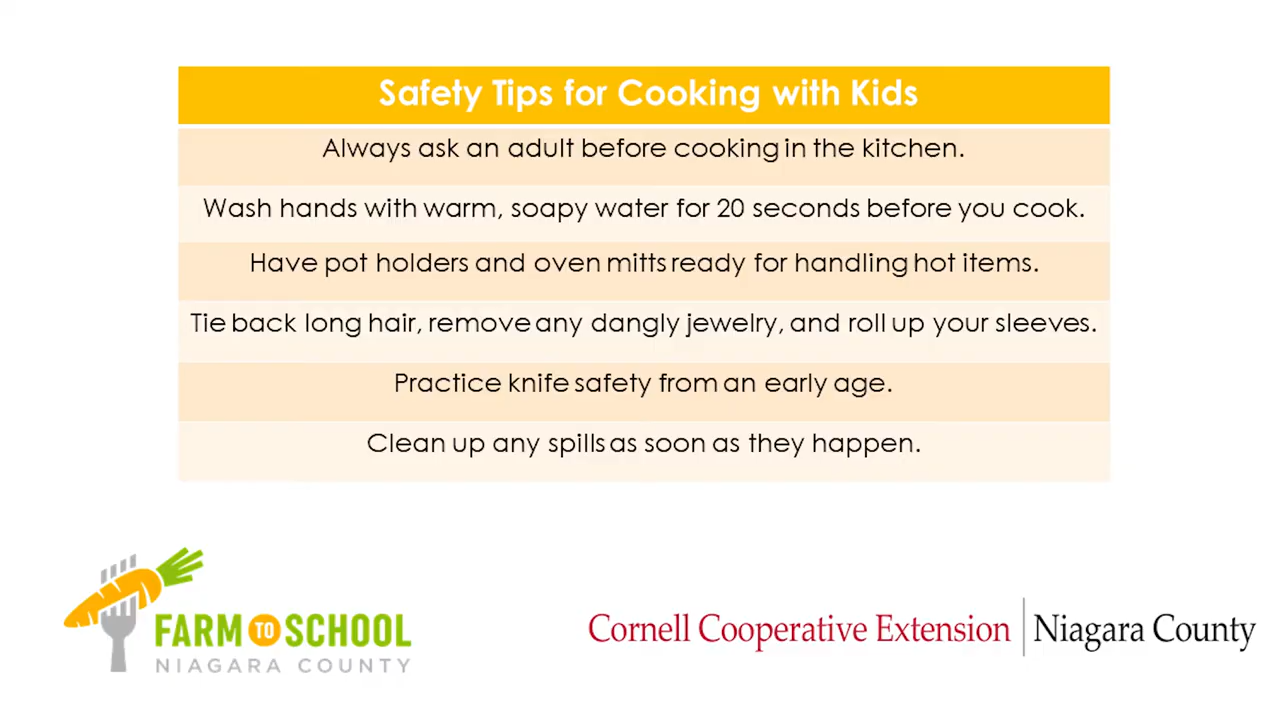 Safety Tips for Cooking with Kids
Always ask an adult before cooking in the kitchen.
Wash hands with warm, soapy water for 20 seconds before you cook.
Have pot holders and oven mitts ready for handling hot items.
Tie back long hair, remove any dangly jewelry, and roll up your sleeves.
Practice knife safety from an early age.
Clean up any spills as soon as they happen.
FARM TO SCHOOL
NIAGARA COUNTY
Cornell Cooperative Extension | Niagara County